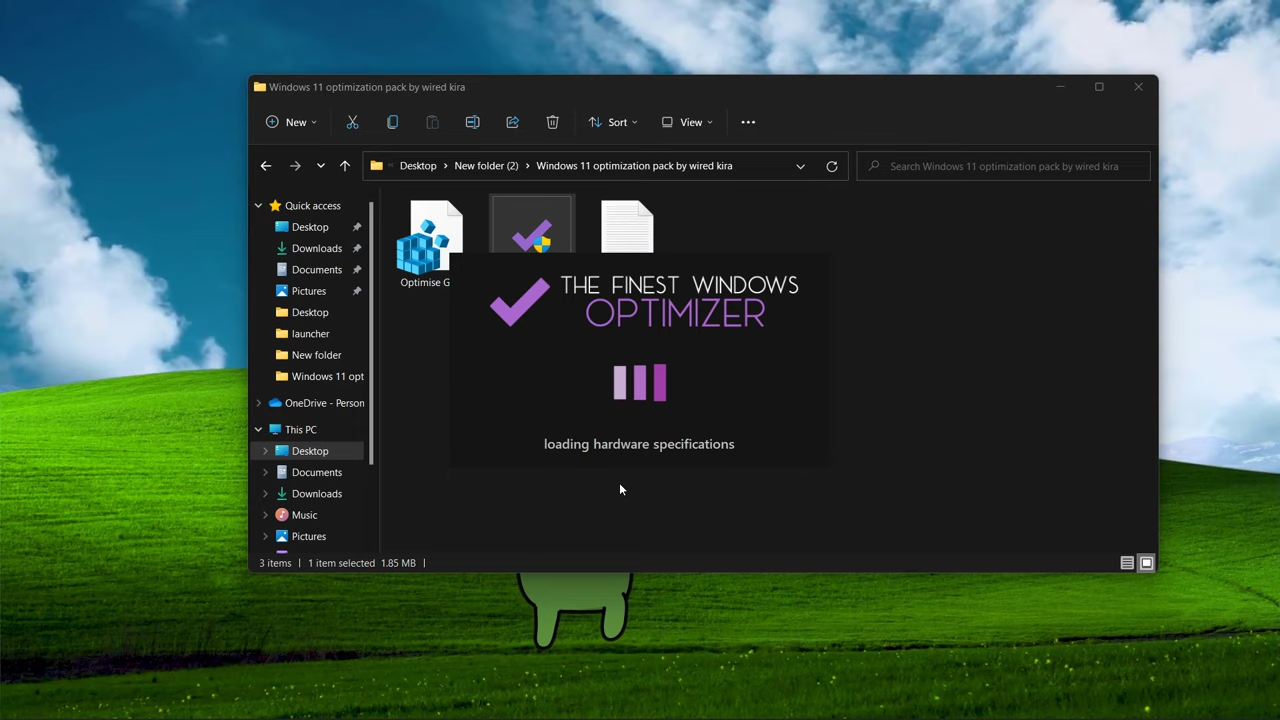 Windows 11 optimization pack by wired kira
New
Sort
View
Desktop > New folder (2) > Windows 11 optimization pack by wired kira
Search Windows 11 optimization pack by wired kira
Quick access
Desktop
Downloads
Documents
Pictures
Desktop
launcher
New folder
Windows 11 opt
OneDrive - Person
This PC
Desktop
Documents
Downloads
Music
Pictures
Optimise G
THE FINEST WINDOWS
OPTIMIZER
loading hardware specifications
3 items | 1 item selected 1.85 MB |